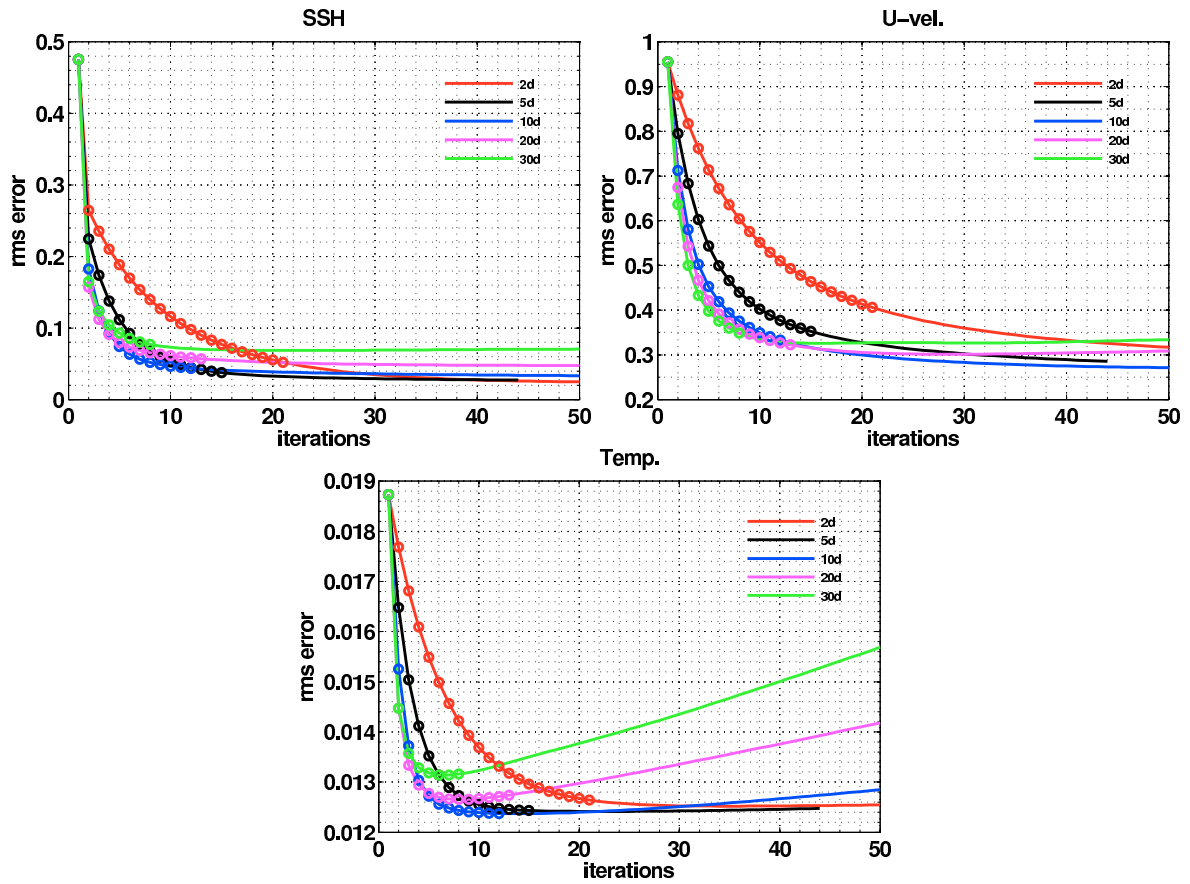 SSH
0.5
0.4
0.3
0.2
0.1
0
rms error
0 10 20 30 40 50
iterations
2d
5d
10d
20d
30d
U-vel.
1
0.9
0.8
0.7
0.6
0.5
0.4
0.3
0.2
rms error
0 10 20 30 40 50
iterations
2d
5d
10d
20d
30d
Temp.
0.019
0.018
0.017
0.016
0.015
0.014
0.013
0.012
rms error
0 10 20 30 40 50
iterations
2d
5d
10d
20d
30d